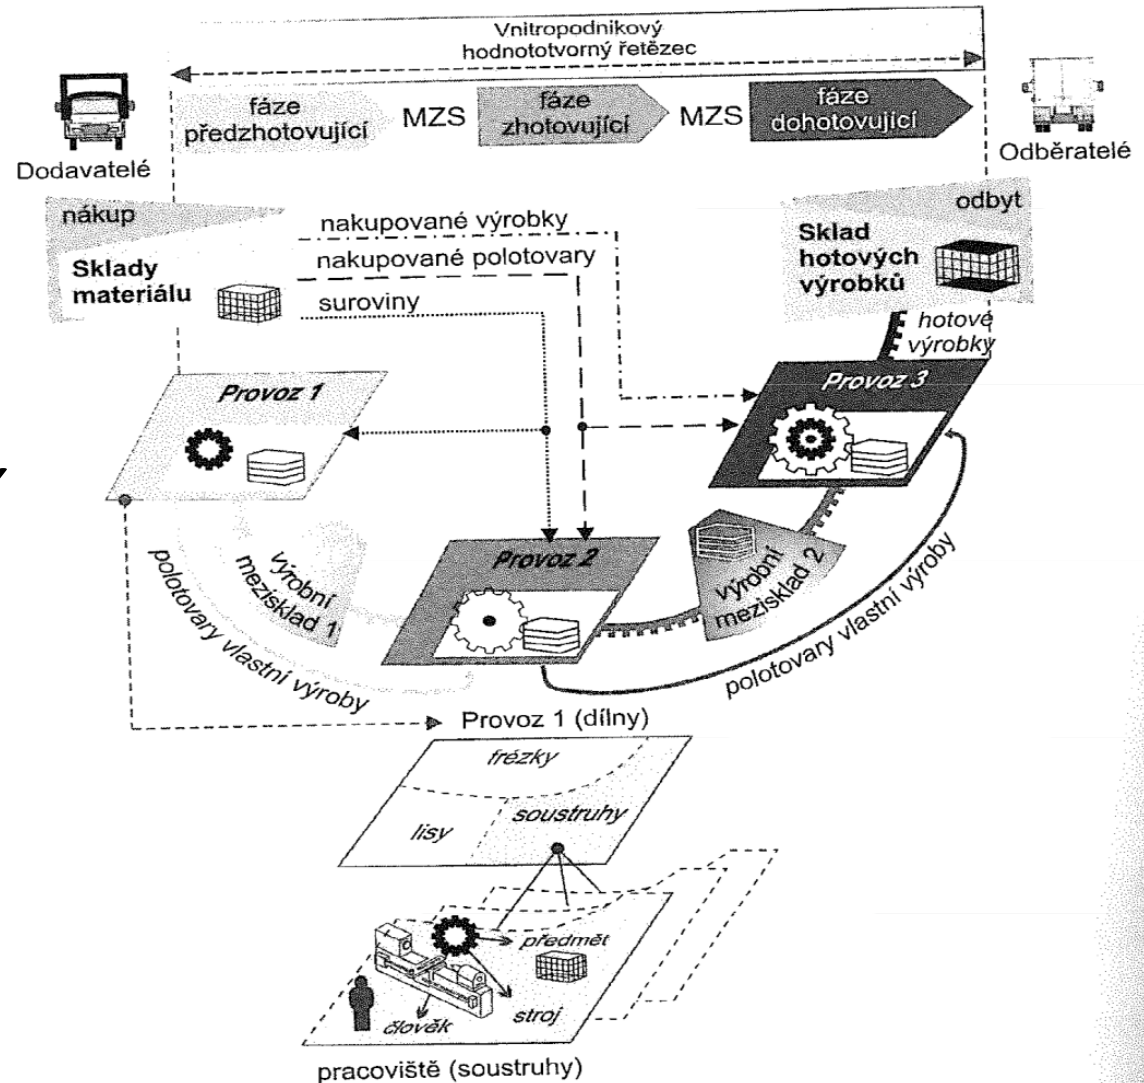 Vnitropodnikový
hodnototvorný řetězec
fáze
předzhotovující
MZS
fáze
zhotovující
MZS
fáze
dohotovující
Dodavatelé
Odběratelé
nákup
Sklady
materiálu
nakupované výrobky
nakupované polotovary
suroviny
odbyt
Sklad
hotových
výrobků
hotové
výrobky
Provoz 1
Provoz 3
Provoz 2
výrobní
mezisklad 1
polotovary vlastní výroby
výrobní
mezisklad 2
polotovary vlastní výroby
Provoz 1 (dílny)
frézky
lisy
soustruhy
předmět
stroj
člověk
pracoviště (soustruhy)